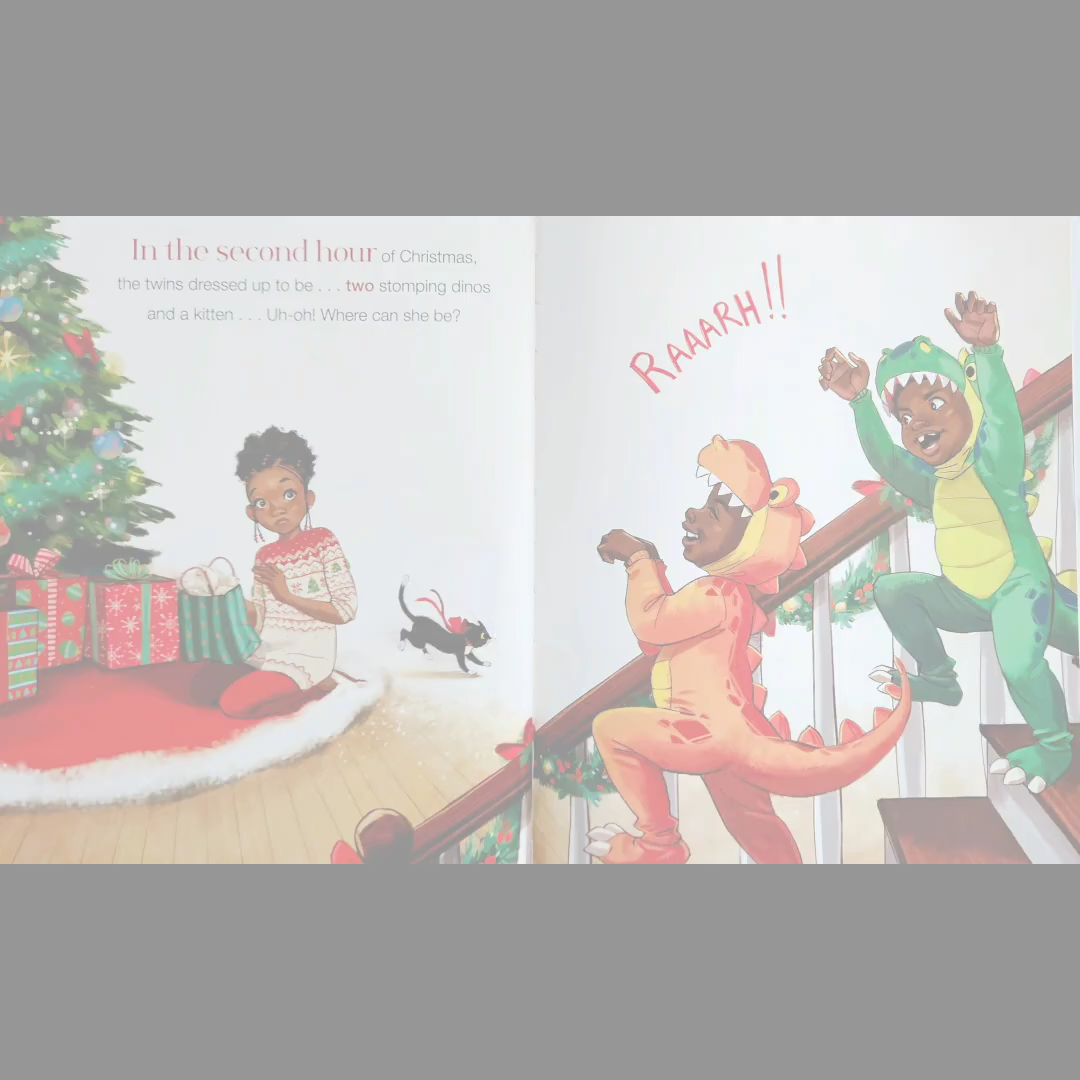 In the second hour of Christmas,
the twins dressed up to be . . . two stomping dinos
and a kitten . . . Uh-oh! Where can she be?
RAAARH!!